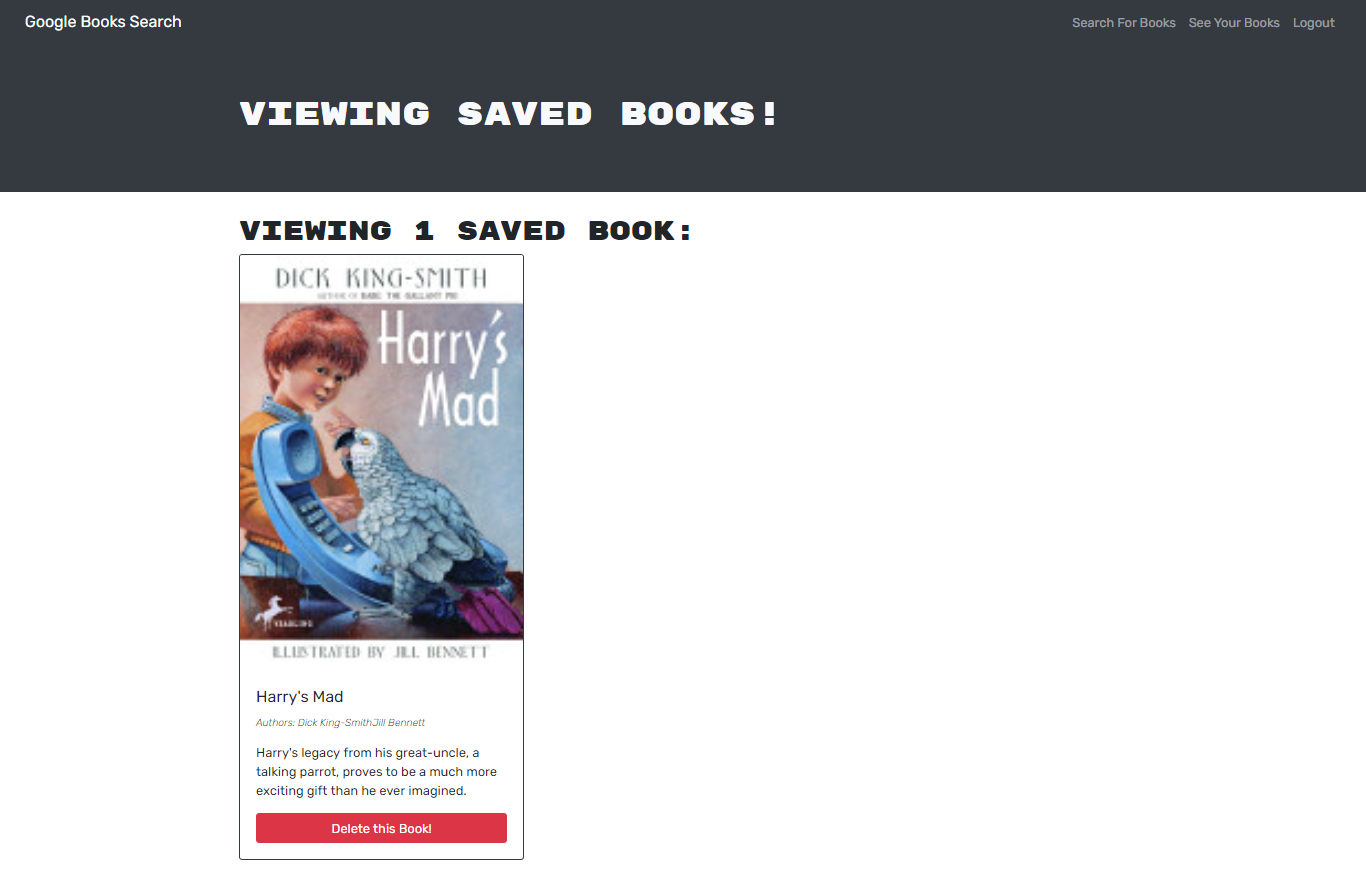 Google Books Search
Search For Books See Your Books Logout
VIEWING SAVED BOOKS!
VIEWING 1 SAVED BOOK:
DICK KING-SMITH
AUTHOR OF BABE: THE GALLANT PIG
Harry's
Mad
YEARLING
ILLUSTRATED BY JILL BENNETT
Harry's Mad
Authors: Dick King-SmithJill Bennett
Harry's legacy from his great-uncle, a
talking parrot, proves to be a much more
exciting gift than he ever imagined.
Delete this Book!